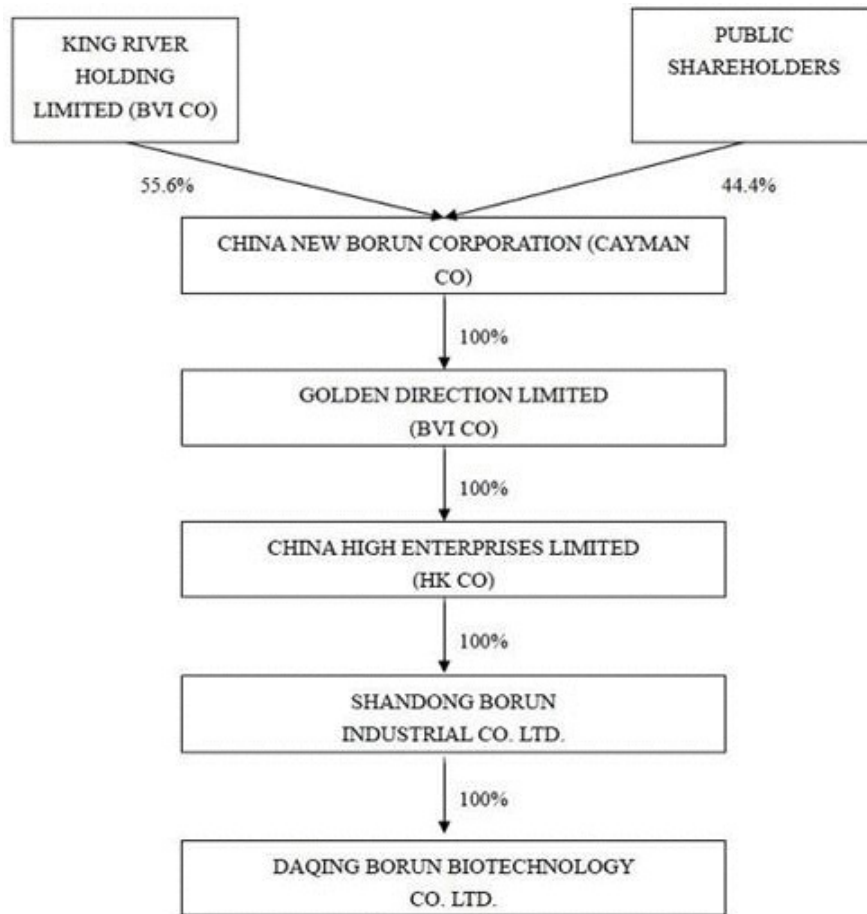 KING RIVER
HOLDING
LIMITED (BVI CO)
PUBLIC
SHAREHOLDERS
55.6%
44.4%
CHINA NEW BORUN CORPORATION (CAYMAN
CO)
100%
GOLDEN DIRECTION LIMITED
(BVI CO)
100%
CHINA HIGH ENTERPRISES LIMITED
(HK CO)
100%
SHANDONG BORUN
INDUSTRIAL CO. LTD.
100%
DAQING BORUN BIOTECHNOLOGY
CO. LTD.